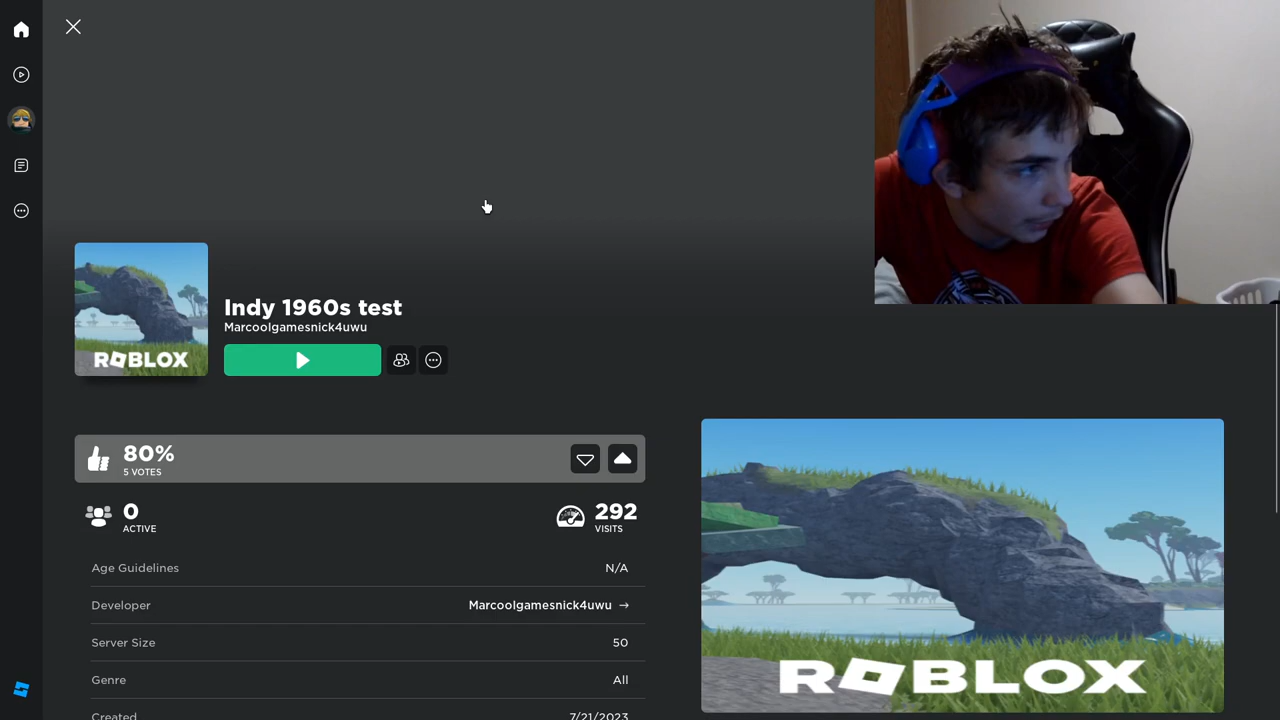 Indy 1960s test
Marcoolgamesnick4uwu
ROBLOX
80%
5 VOTES
0
ACTIVE
292
VISITS
Age Guidelines N/A
Developer Marcoolgamesnick4uwu →
Server Size 50
Genre All
Created 7/21/2023
ROBLOX